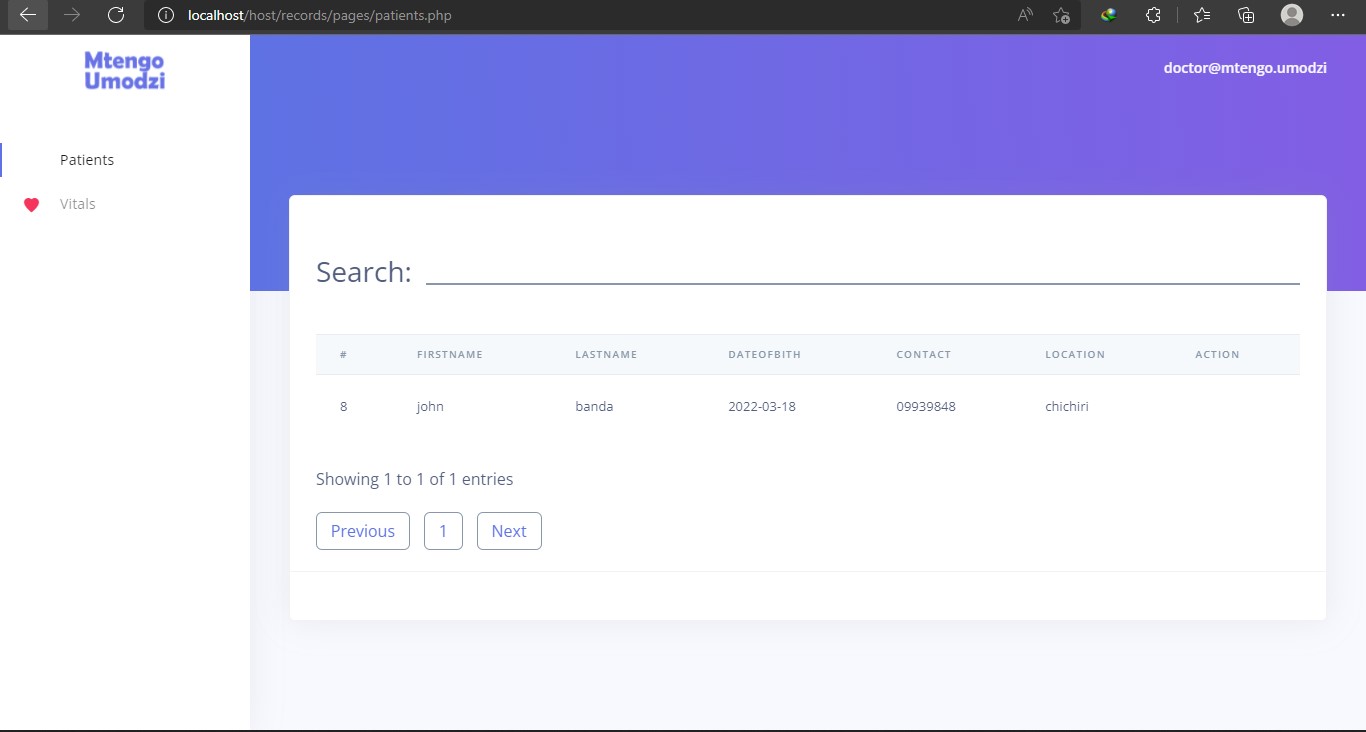 localhost/host/records/pages/patients.php
Mtengo
Umodzi
doctor@mtengo.umodzi
Patients
Vitals
Search:
# FIRSTNAME LASTNAME DATEOFBITH CONTACT LOCATION ACTION
8 john banda 2022-03-18 09939848 chichiri
Showing 1 to 1 of 1 entries
Previous 1 Next